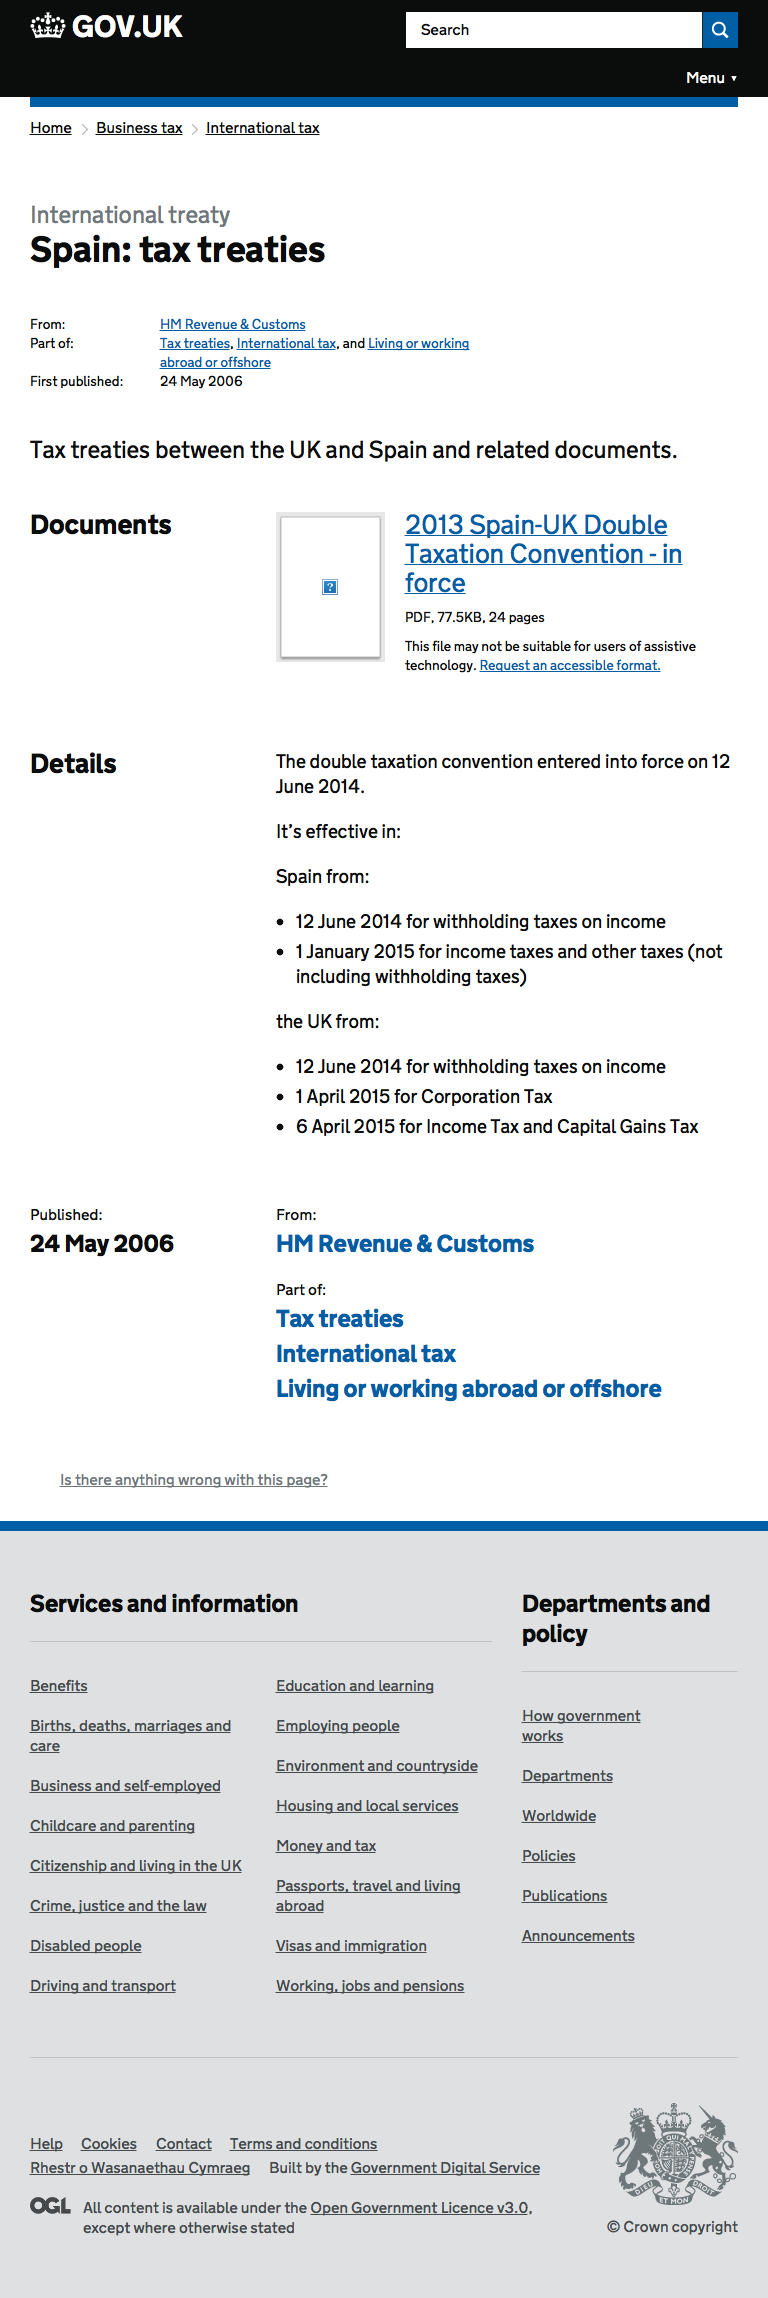 GOV.UK
Search
Menu ▼
Home
Business tax
International tax
International treaty
Spain: tax treaties
From: HM Revenue & Customs
Part of: Tax treaties, International tax, and Living or working
abroad or offshore
First published: 24 May 2006
Tax treaties between the UK and Spain and related documents.
Documents
2013 Spain-UK Double
Taxation Convention - in
force
PDF, 77.5KB, 24 pages
This file may not be suitable for users of assistive
technology. Request an accessible format.
Details
The double taxation convention entered into force on 12
June 2014.
It’s effective in:
Spain from:
• 12 June 2014 for withholding taxes on income
• 1 January 2015 for income taxes and other taxes (not
including withholding taxes)
the UK from:
• 12 June 2014 for withholding taxes on income
• 1 April 2015 for Corporation Tax
• 6 April 2015 for Income Tax and Capital Gains Tax
Published:
24 May 2006
From:
HM Revenue & Customs
Part of:
Tax treaties
International tax
Living or working abroad or offshore
Is there anything wrong with this page?
Services and information
Benefits
Births, deaths, marriages and
care
Business and self-employed
Childcare and parenting
Citizenship and living in the UK
Crime, justice and the law
Disabled people
Driving and transport
Education and learning
Employing people
Environment and countryside
Housing and local services
Money and tax
Passports, travel and living
abroad
Visas and immigration
Working, jobs and pensions
Departments and
policy
How government
works
Departments
Worldwide
Policies
Publications
Announcements
Help Cookies Contact Terms and conditions
Rhestr o Wasanaethau Cymraeg Built by the Government Digital Service
OGL
All content is available under the Open Government Licence v3.0,
except where otherwise stated
DIEU ET MON DROIT
© Crown copyright